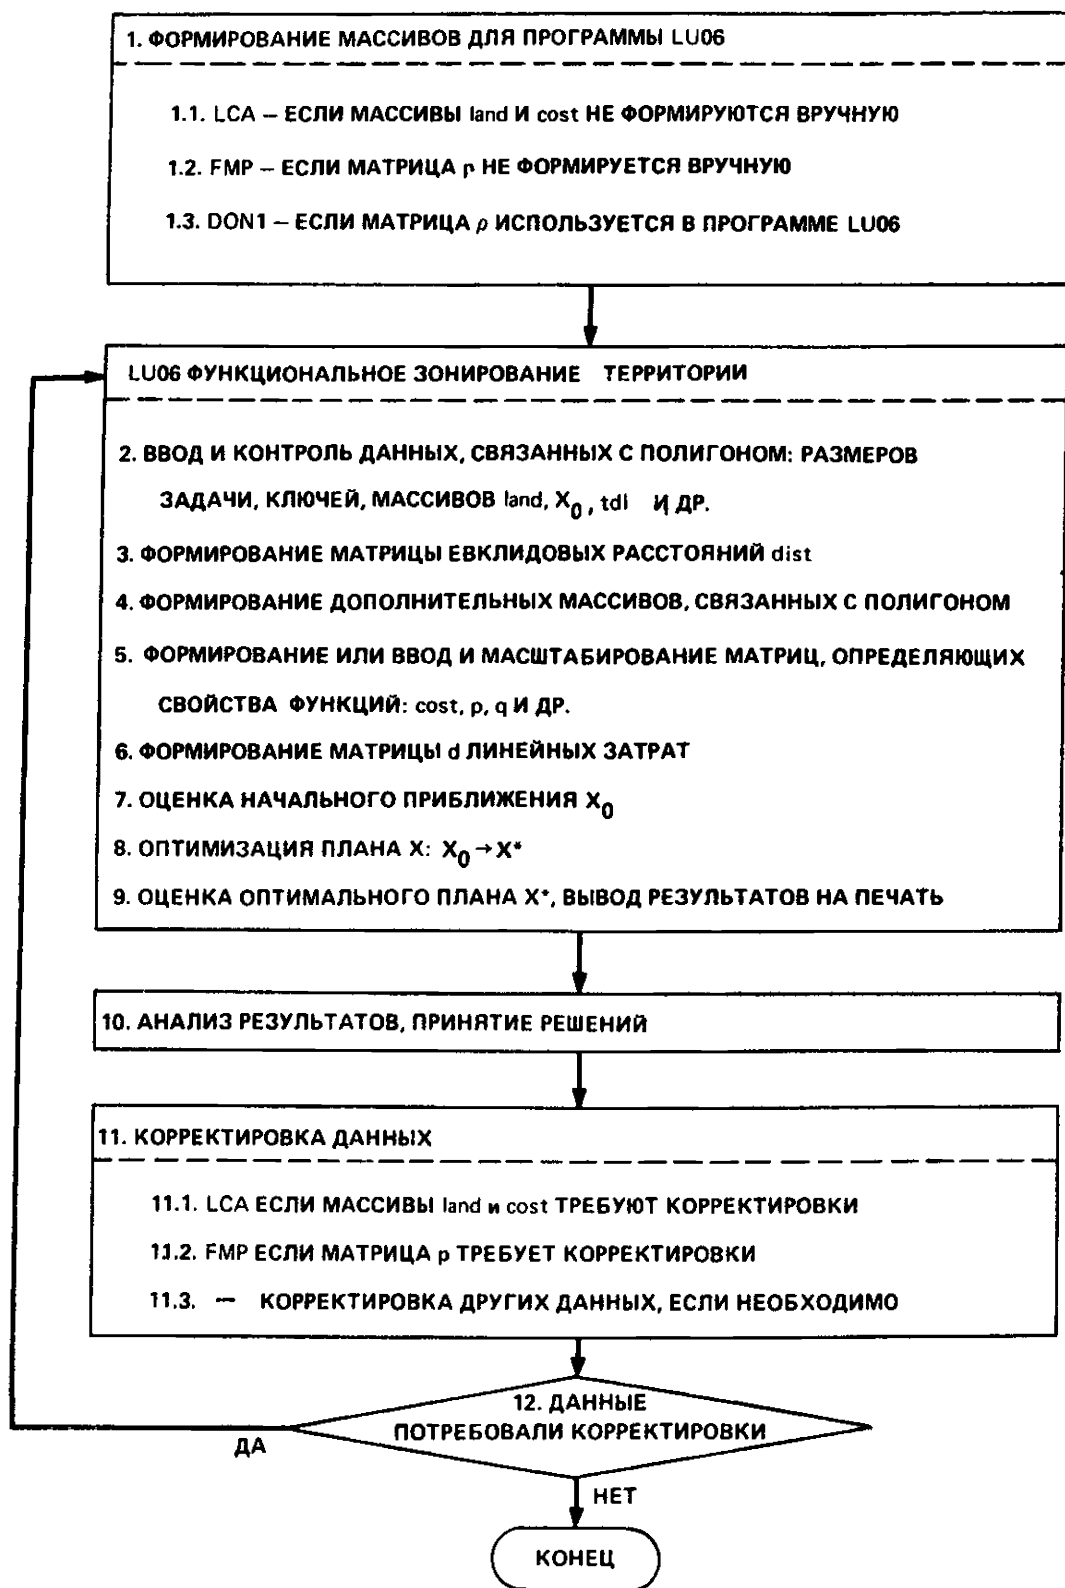 1. ФОРМИРОВАНИЕ МАССИВОВ ДЛЯ ПРОГРАММЫ LU06
1.1. LCA — ЕСЛИ МАССИВЫ land И cost НЕ ФОРМИРУЮТСЯ ВРУЧНУЮ
1.2. FMP — ЕСЛИ МАТРИЦА p НЕ ФОРМИРУЕТСЯ ВРУЧНУЮ
1.3. DON1 — ЕСЛИ МАТРИЦА ρ ИСПОЛЬЗУЕТСЯ В ПРОГРАММЕ LU06
LU06 ФУНКЦИОНАЛЬНОЕ ЗОНИРОВАНИЕ ТЕРРИТОРИИ
2. ВВОД И КОНТРОЛЬ ДАННЫХ, СВЯЗАННЫХ С ПОЛИГОНОМ: РАЗМЕРОВ
ЗАДАЧИ, КЛЮЧЕЙ, МАССИВОВ land, X₀, tdl И ДР.
3. ФОРМИРОВАНИЕ МАТРИЦЫ ЕВКЛИДОВЫХ РАССТОЯНИЙ dist
4. ФОРМИРОВАНИЕ ДОПОЛНИТЕЛЬНЫХ МАССИВОВ, СВЯЗАННЫХ С ПОЛИГОНОМ
5. ФОРМИРОВАНИЕ ИЛИ ВВОД И МАСШТАБИРОВАНИЕ МАТРИЦ, ОПРЕДЕЛЯЮЩИХ
СВОЙСТВА ФУНКЦИЙ: cost, p, q И ДР.
6. ФОРМИРОВАНИЕ МАТРИЦЫ d ЛИНЕЙНЫХ ЗАТРАТ
7. ОЦЕНКА НАЧАЛЬНОГО ПРИБЛИЖЕНИЯ X₀
8. ОПТИМИЗАЦИЯ ПЛАНА X: X₀→X*
9. ОЦЕНКА ОПТИМАЛЬНОГО ПЛАНА X*, ВЫВОД РЕЗУЛЬТАТОВ НА ПЕЧАТЬ
10. АНАЛИЗ РЕЗУЛЬТАТОВ, ПРИНЯТИЕ РЕШЕНИЙ
11. КОРРЕКТИРОВКА ДАННЫХ
11.1. LCA ЕСЛИ МАССИВЫ land и cost ТРЕБУЮТ КОРРЕКТИРОВКИ
11.2. FMP ЕСЛИ МАТРИЦА p ТРЕБУЕТ КОРРЕКТИРОВКИ
11.3. — КОРРЕКТИРОВКА ДРУГИХ ДАННЫХ, ЕСЛИ НЕОБХОДИМО
12. ДАННЫЕ
ПОТРЕБОВАЛИ КОРРЕКТИРОВКИ
ДА
НЕТ
КОНЕЦ